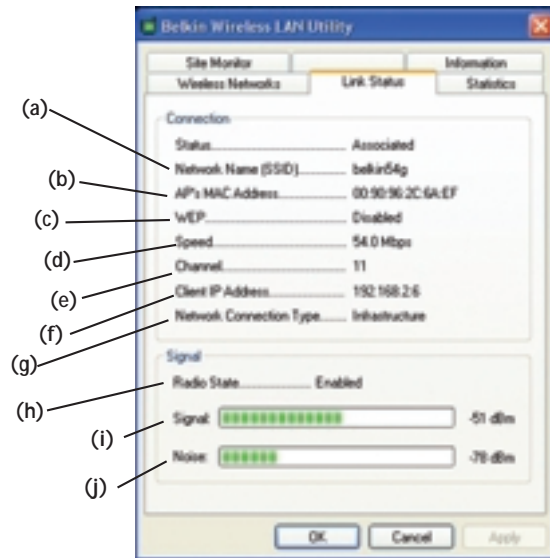 Belkin Wireless LAN Utility
Site Monitor Information
Wireless Networks Link Status Statistics
Connection
Status Associated
(a) Network Name (SSID) belkin54g
(b) AP's MAC Address 00:90:96:2C:6A:EF
(c) WEP Disabled
(d) Speed 54.0 Mbps
(e) Channel 11
(f) Client IP Address 192.168.2.6
(g) Network Connection Type Infrastructure
Signal
(h) Radio State Enabled
(i) Signal: -51 dBm
(j) Noise: -78 dBm
OK Cancel Apply